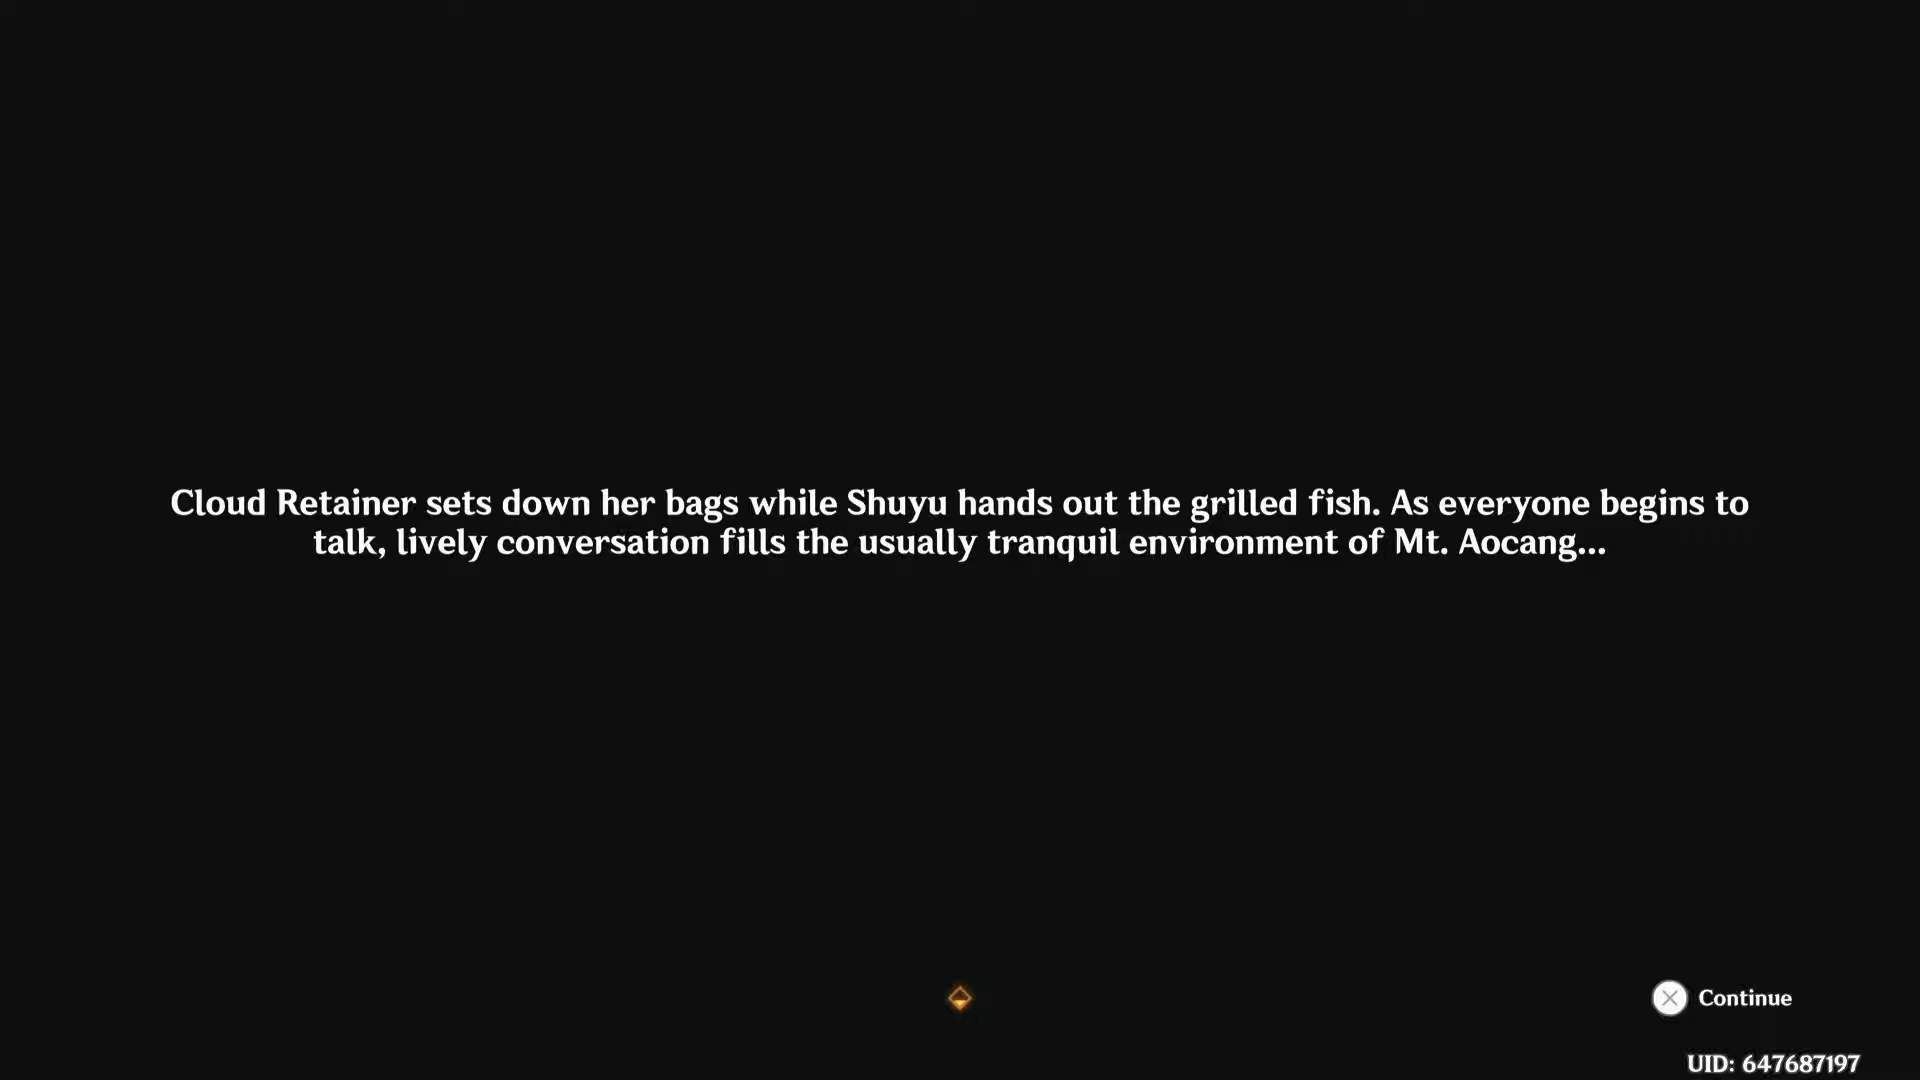 Cloud Retainer sets down her bags while Shuyu hands out the grilled fish. As everyone begins to
talk, lively conversation fills the usually tranquil environment of Mt. Aocang...
Continue
UID: 647687197